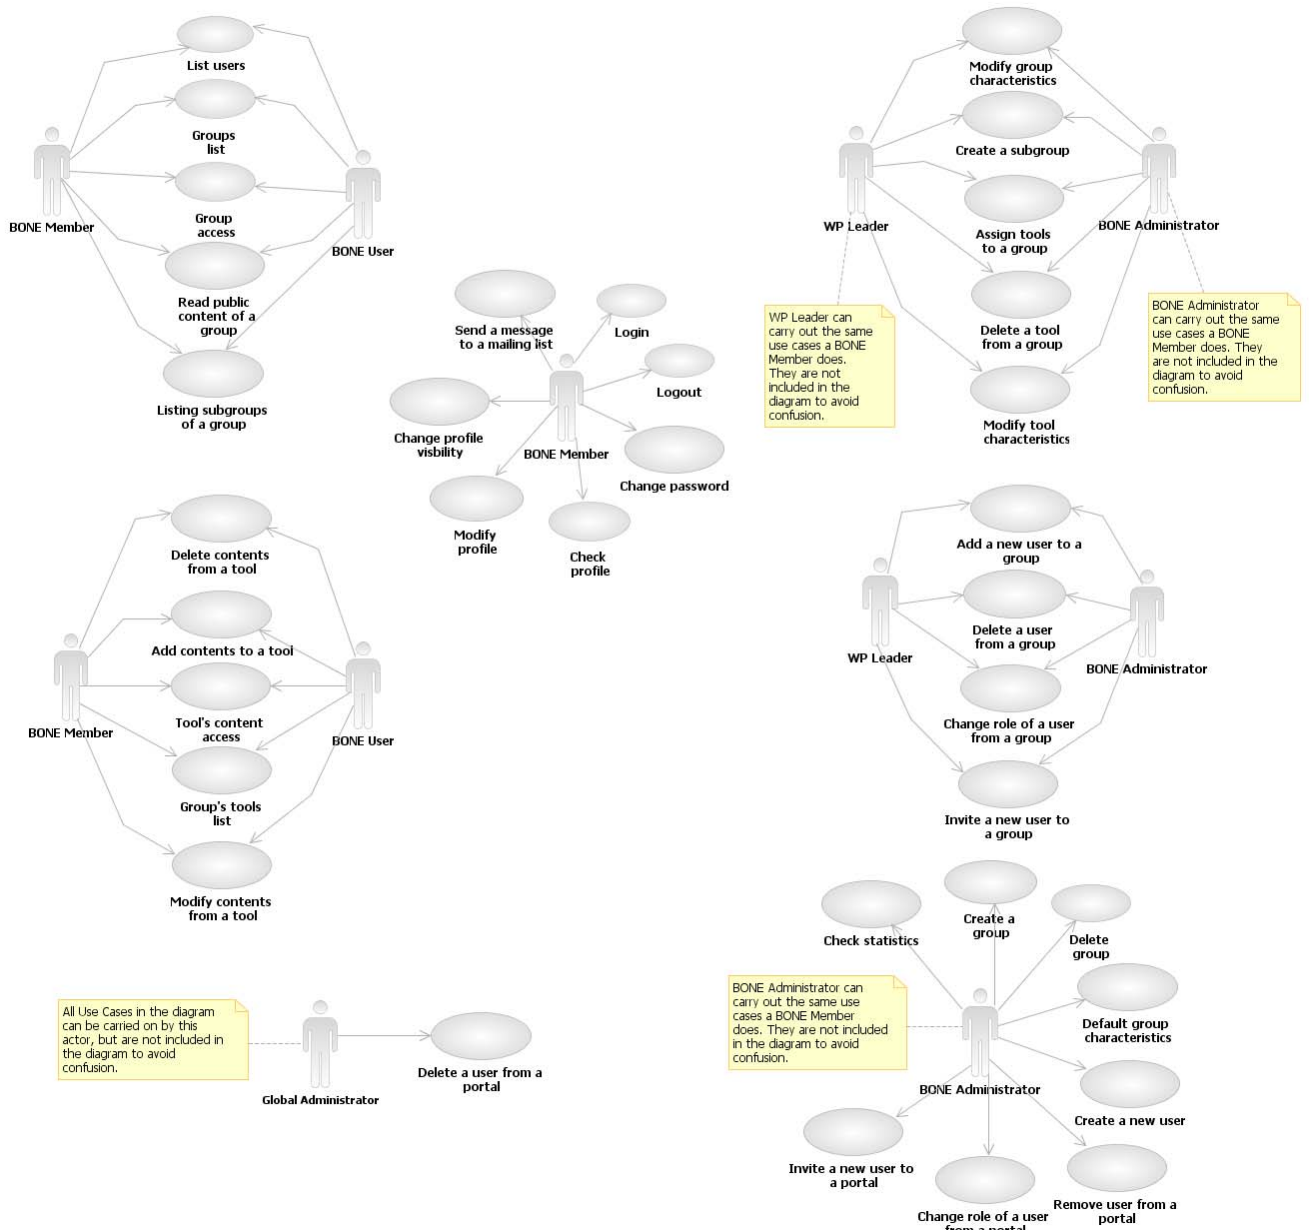 List users
Groups
list
BONE Member
Group
access
BONE User
Read public
content of a
group
Listing subgroups
of a group
Send a message
to a mailing list
Login
Logout
Change profile
visbility
BONE Member
Change password
Modify
profile
Check
profile
Modify group
characteristics
Create a subgroup
WP Leader
Assign tools
to a group
BONE Administrator
Delete a tool
from a group
Modify tool
characteristics
WP Leader can
carry out the same
use cases a BONE
Member does.
They are not
included in the
diagram to avoid
confusion.
BONE Administrator
can carry out the same
use cases a BONE
Member does. They
are not included in the
diagram to avoid
confusion.
Delete contents
from a tool
Add contents to a tool
BONE Member
Tool's content
access
BONE User
Group's tools
list
Modify contents
from a tool
Add a new user to a
group
Delete a user
from a group
WP Leader
BONE Administrator
Change role of a user
from a group
Invite a new user to
a group
All Use Cases in the diagram
can be carried on by this
actor, but are not included in
the diagram to avoid
confusion.
Global Administrator
Delete a user from a
portal
Check statistics
Create a
group
Delete
group
BONE Administrator can
carry out the same use
cases a BONE Member
does. They are not included
in the diagram to avoid
confusion.
Default group
characteristics
BONE Administrator
Create a new user
Invite a new user to
a portal
Change role of a user
from a portal
Remove user from a
portal